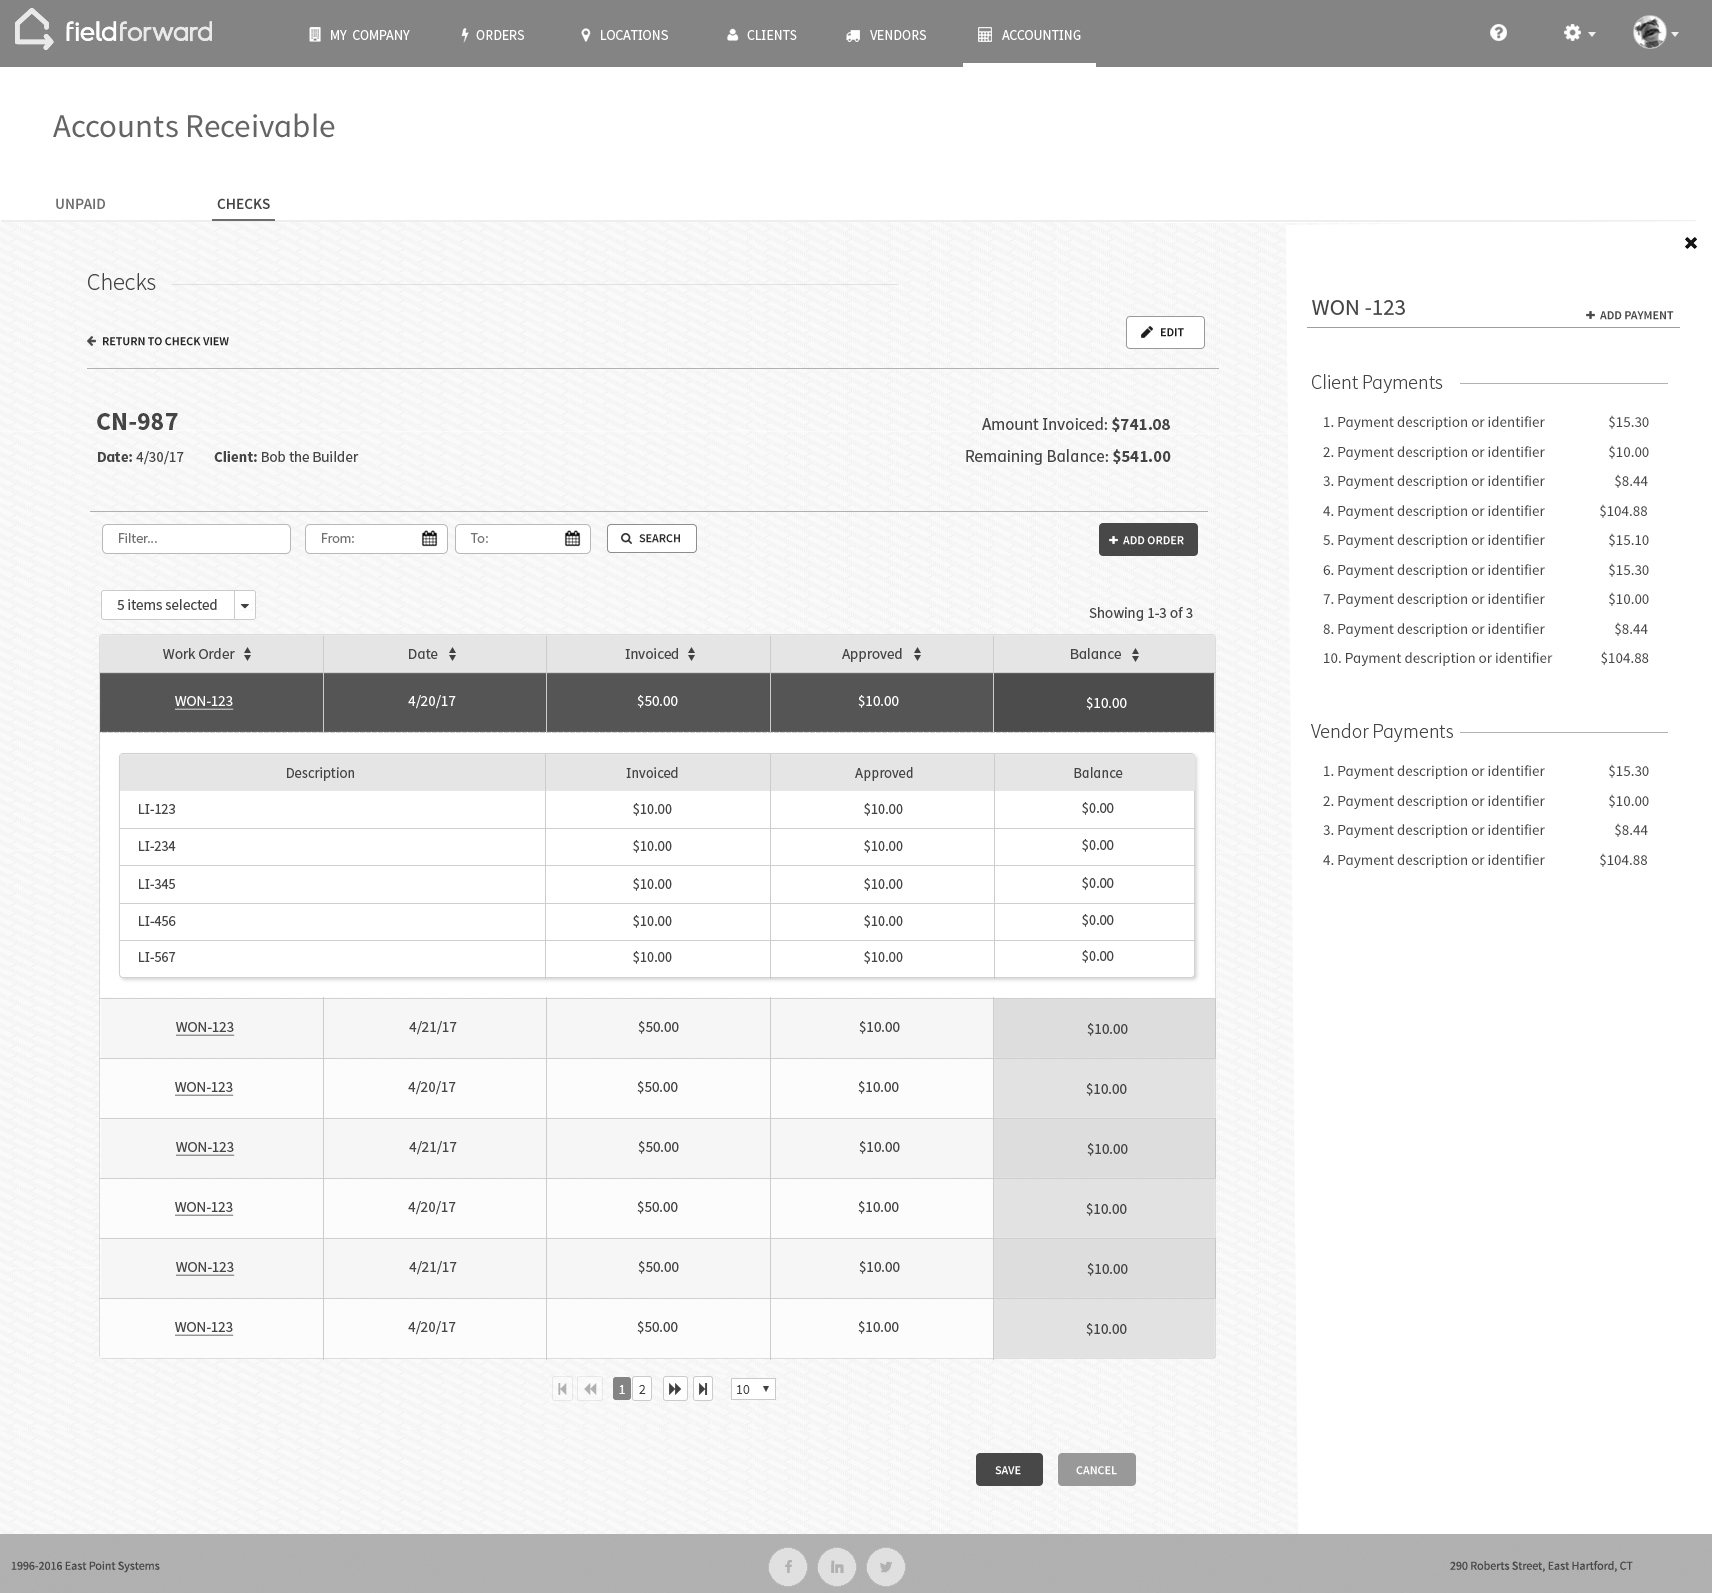 fieldforward
MY COMPANY
ORDERS
LOCATIONS
CLIENTS
VENDORS
ACCOUNTING
Accounts Receivable
UNPAID
CHECKS
Checks
RETURN TO CHECK VIEW
EDIT
CN-987
Date: 4/30/17 Client: Bob the Builder
Amount Invoiced: $741.08
Remaining Balance: $541.00
Filter...
From:
To:
SEARCH
ADD ORDER
5 items selected
Showing 1-3 of 3
Work Order Date Invoiced Approved Balance
WON-123 4/20/17 $50.00 $10.00 $10.00
Description Invoiced Approved Balance
LI-123 $10.00 $10.00 $0.00
LI-234 $10.00 $10.00 $0.00
LI-345 $10.00 $10.00 $0.00
LI-456 $10.00 $10.00 $0.00
LI-567 $10.00 $10.00 $0.00
WON-123 4/21/17 $50.00 $10.00 $10.00
WON-123 4/20/17 $50.00 $10.00 $10.00
WON-123 4/21/17 $50.00 $10.00 $10.00
WON-123 4/20/17 $50.00 $10.00 $10.00
WON-123 4/21/17 $50.00 $10.00 $10.00
WON-123 4/20/17 $50.00 $10.00 $10.00
1 2 10
SAVE
CANCEL
WON -123
ADD PAYMENT
Client Payments
1. Payment description or identifier $15.30
2. Payment description or identifier $10.00
3. Payment description or identifier $8.44
4. Payment description or identifier $104.88
5. Payment description or identifier $15.10
6. Payment description or identifier $15.30
7. Payment description or identifier $10.00
8. Payment description or identifier $8.44
10. Payment description or identifier $104.88
Vendor Payments
1. Payment description or identifier $15.30
2. Payment description or identifier $10.00
3. Payment description or identifier $8.44
4. Payment description or identifier $104.88
1996-2016 East Point Systems
290 Roberts Street, East Hartford, CT